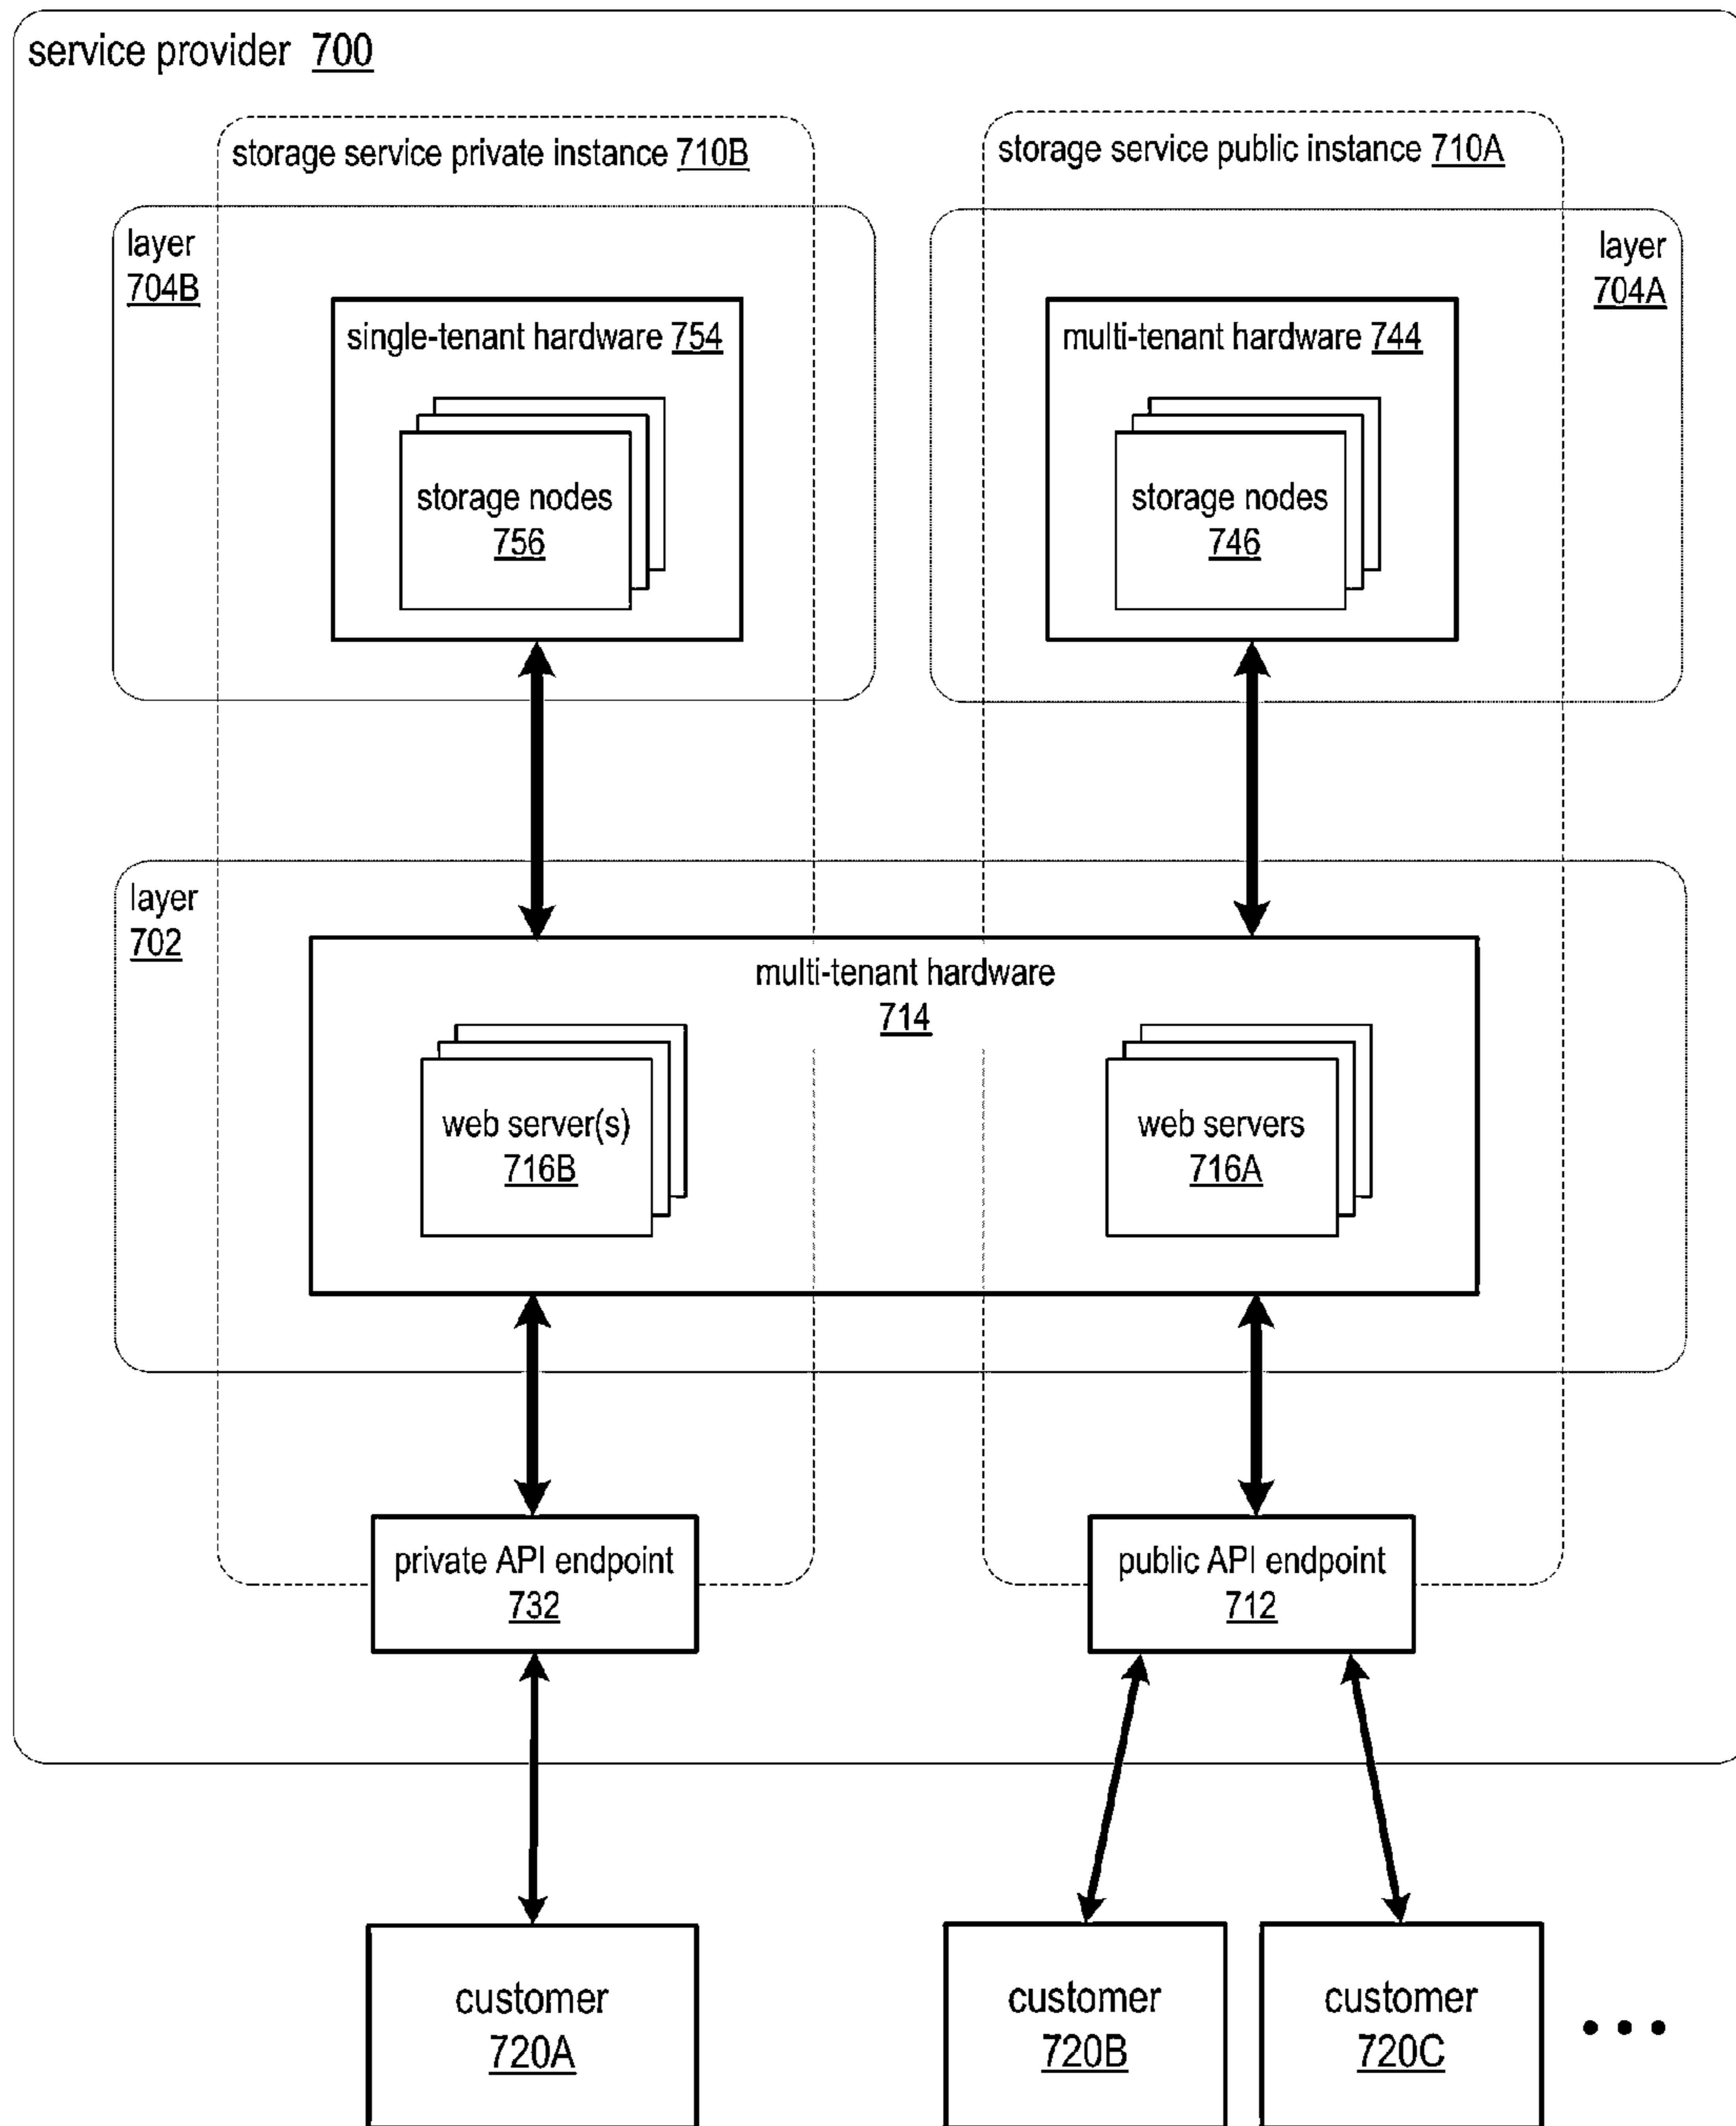 service provider 700
storage service private instance 710B
storage service public instance 710A
layer
704B
layer
704A
single-tenant hardware 754
multi-tenant hardware 744
storage nodes
756
storage nodes
746
layer
702
multi-tenant hardware
714
web server(s)
716B
web servers
716A
private API endpoint
732
public API endpoint
712
customer
720A
customer
720B
customer
720C
• • •